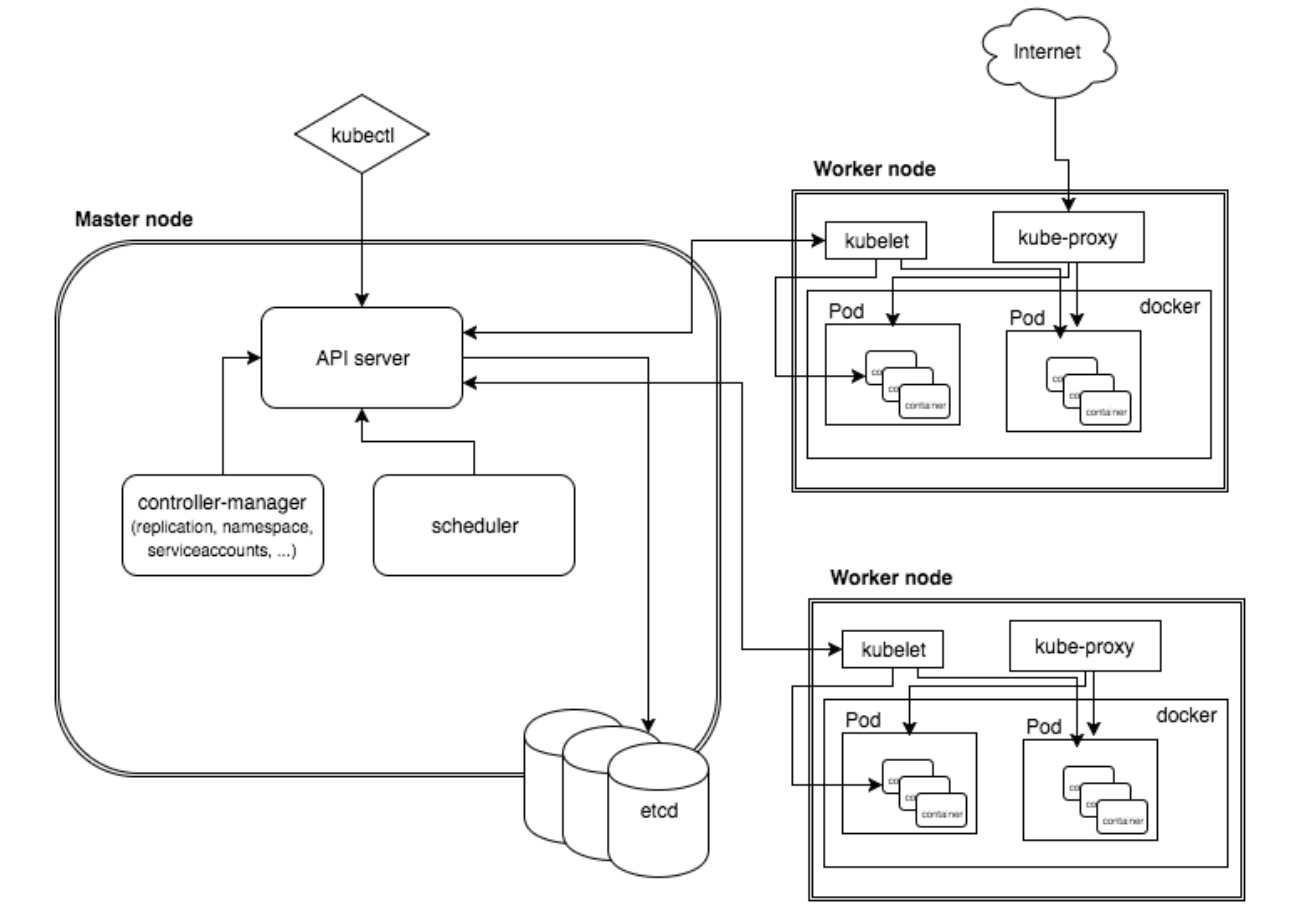 Internet
kubectl
Worker node
Master node
kubelet
kube-proxy
docker
Pod
Pod
API server
container
container
controller-manager
(replication, namespace,
serviceaccounts, ...)
scheduler
Worker node
kubelet
kube-proxy
docker
Pod
Pod
etcd
container
container